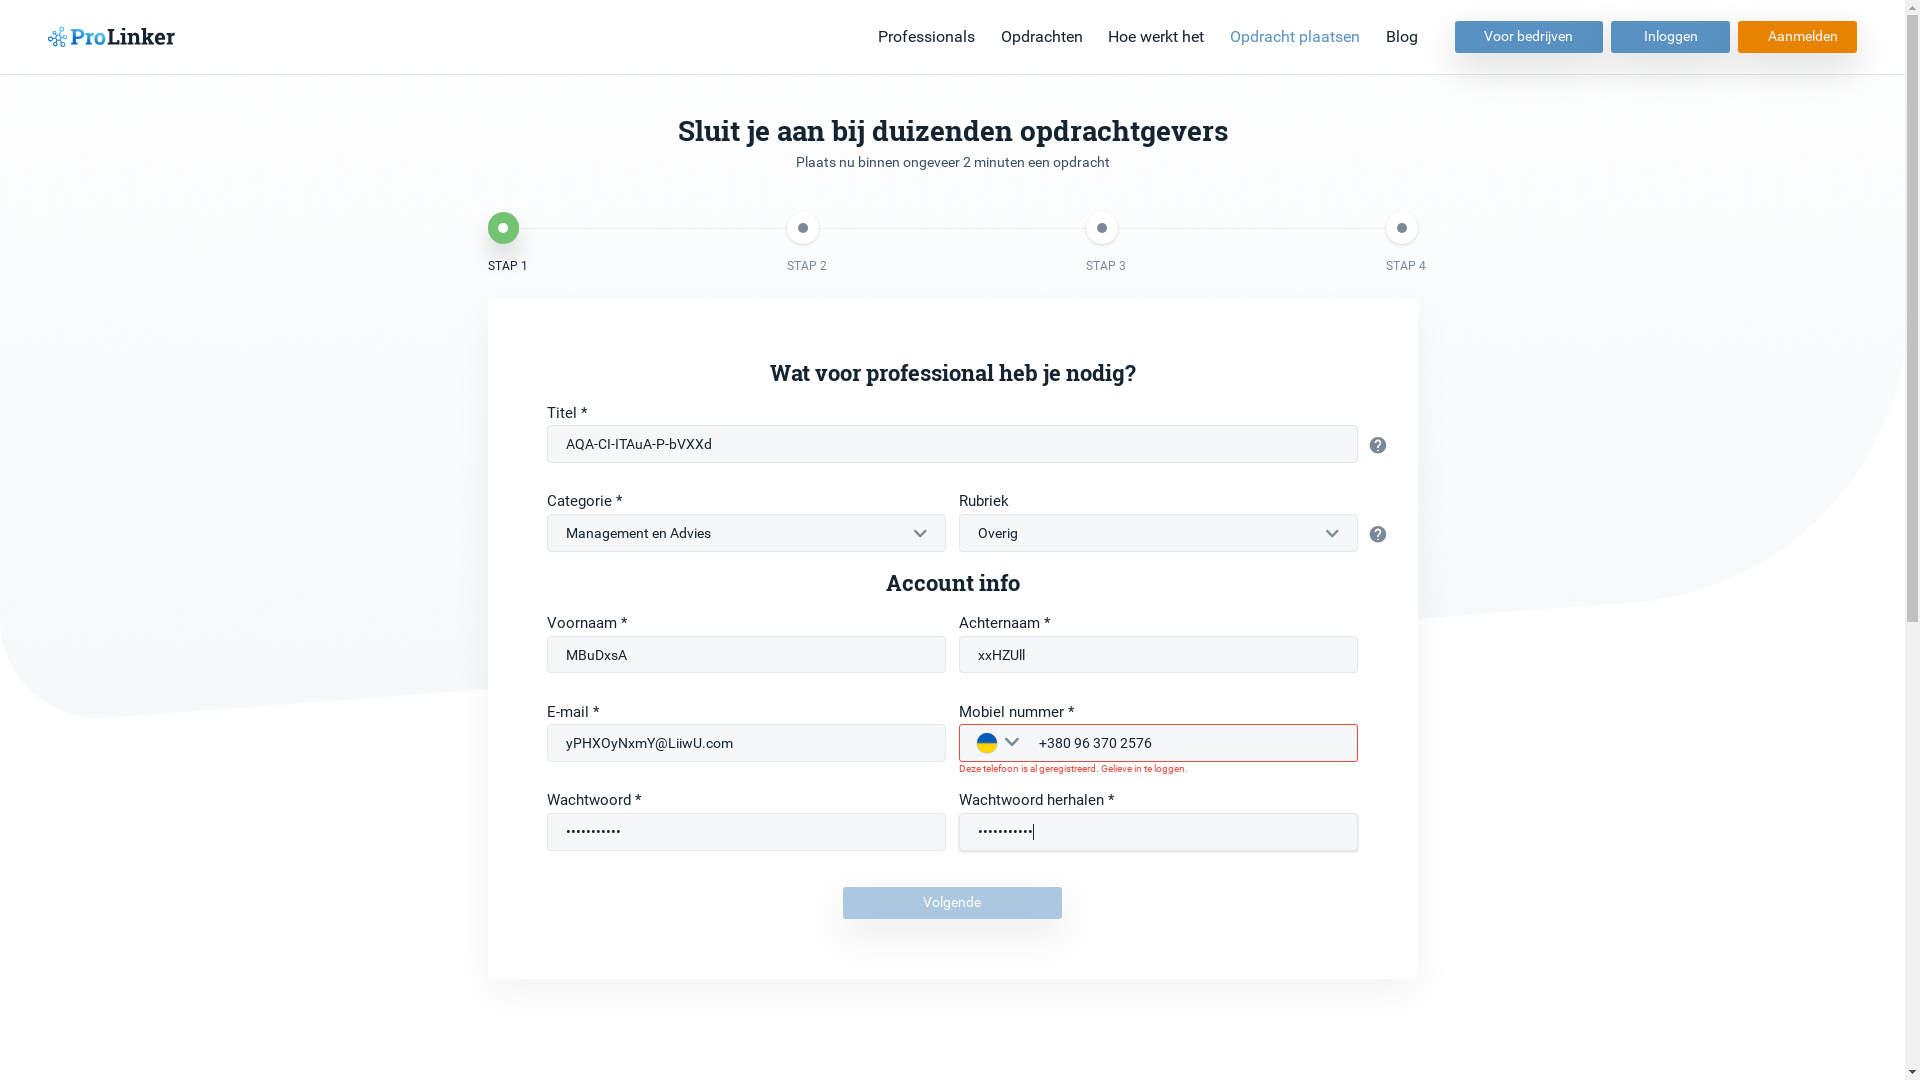 ProLinker
Professionals
Opdrachten
Hoe werkt het
Opdracht plaatsen
Blog
Voor bedrijven
Inloggen
Aanmelden
Sluit je aan bij duizenden opdrachtgevers
Plaats nu binnen ongeveer 2 minuten een opdracht
STAP 1
STAP 2
STAP 3
STAP 4
Wat voor professional heb je nodig?
Titel *
AQA-CI-ITAuA-P-bVXXd
Categorie *
Rubriek
Management en Advies
Overig
Account info
Voornaam *
Achternaam *
MBuDxsA
xxHZUll
E-mail *
Mobiel nummer *
yPHXOyNxmY@LiiwU.com
+380 96 370 2576
Deze telefoon is al geregistreerd. Gelieve in te loggen.
Wachtwoord *
Wachtwoord herhalen *
•••••••••••
•••••••••••
Volgende